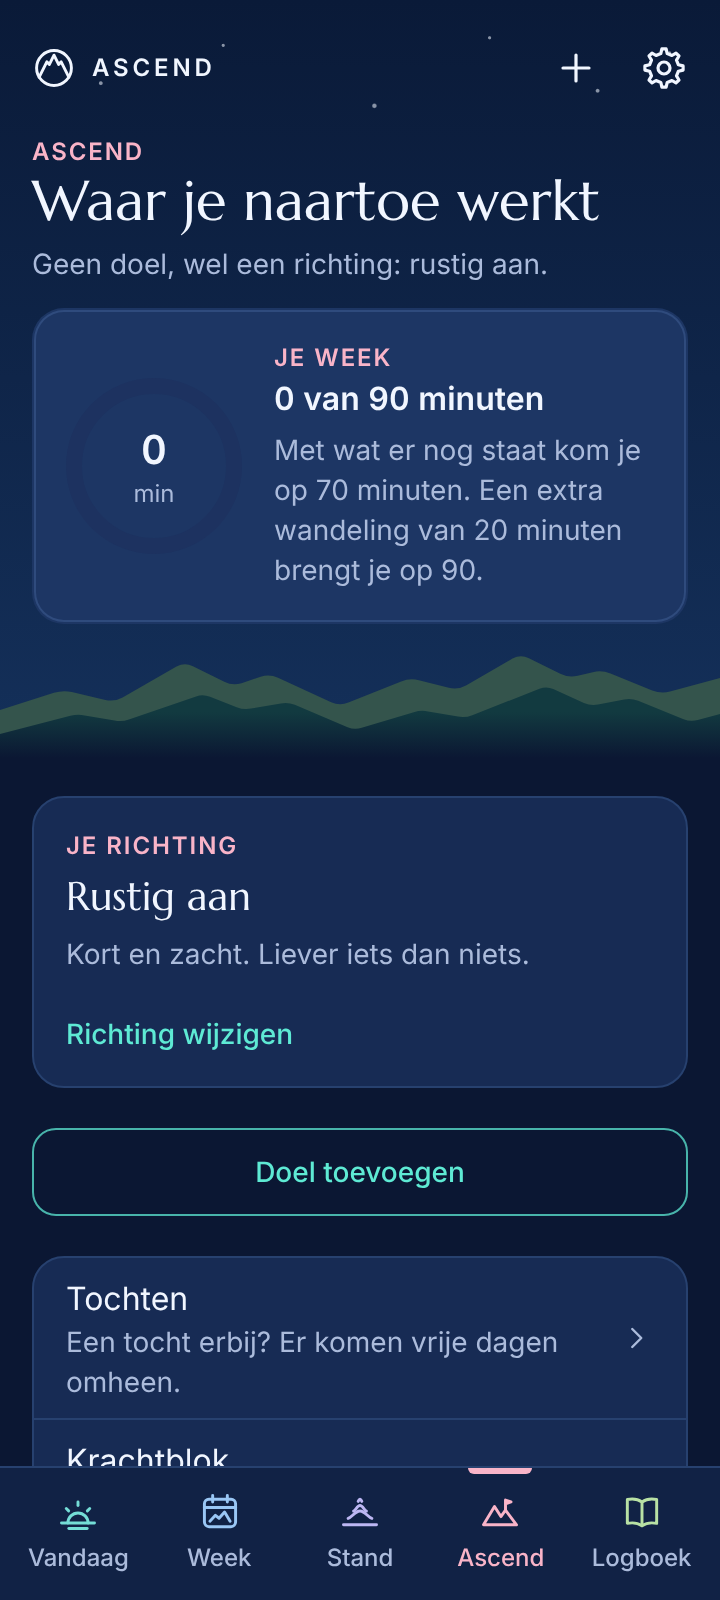 ASCEND
ASCEND
Waar je naartoe werkt
Geen doel, wel een richting: rustig aan.
0
min
JE WEEK
0 van 90 minuten
Met wat er nog staat kom je
op 70 minuten. Een extra
wandeling van 20 minuten
brengt je op 90.
JE RICHTING
Rustig aan
Kort en zacht. Liever iets dan niets.
Richting wijzigen
Doel toevoegen
Tochten
Een tocht erbij? Er komen vrije dagen
omheen.
Krachtblok
Vandaag
Week
Stand
Ascend
Logboek